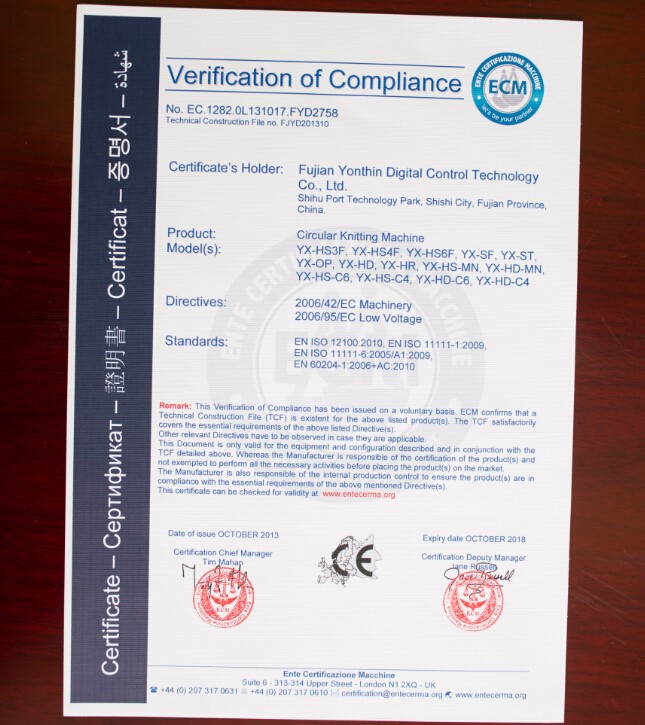 Certificate – Сертификат – 證明書 – Certificat – 증명서 – شهادة
Verification of Compliance
ENTE CERTIFICAZIONE MACCHINE
ECM
Let's be your partner
No. EC.1282.0L131017.FYD2758
Technical Construction File no. FJYD201310
Certificate's Holder: Fujian Yonthin Digital Control Technology
Co., Ltd.
Shihu Port Technology Park, Shishi City, Fujian Province,
China.
Product: Circular Knitting Machine
Model(s): YX-HS3F, YX-HS4F, YX-HS6F, YX-SF, YX-ST,
YX-OP, YX-HD, YX-HR, YX-HS-MN, YX-HD-MN,
YX-HS-C6, YX-HS-C4, YX-HD-C6, YX-HD-C4
Directives: 2006/42/EC Machinery
2006/95/EC Low Voltage
Standards: EN ISO 12100:2010, EN ISO 11111-1:2009,
EN ISO 11111-6:2005/A1:2009,
EN 60204-1:2006+AC:2010
Remark: This Verification of Compliance has been issued on a voluntary basis. ECM confirms that a
Technical Construction File (TCF) is existent for the above listed product(s). The TCF satisfactorily
covers the essential requirements of the above listed Directive(s).
Other relevant Directives have to be observed in case they are applicable.
This Document is only valid for the equipment and configuration described and in conjunction with the
TCF detailed above. Whereas the Manufacturer is responsible of the certification of the product(s) and
not exempted to perform all the necessary activities before placing the product(s) on the market.
The Manufacturer is also responsible of the internal production control to ensure the product(s) are in
compliance with the essential requirements of the above mentioned Directive(s).
This certificate can be checked for validity at www.entecerma.org
Date of issue OCTOBER 2013
Expiry date OCTOBER 2018
Certification Chief Manager
Tim Mahan
CE
Certification Deputy Manager
Jane Russell
ECM
ECM
Ente Certificazione Macchine
Suite 6 - 313-314 Upper Street - London N1 2XQ - UK
+44 (0) 207 317 0631 +44 (0) 207 317 0610 certification@entecerma.org www.entecerma.org